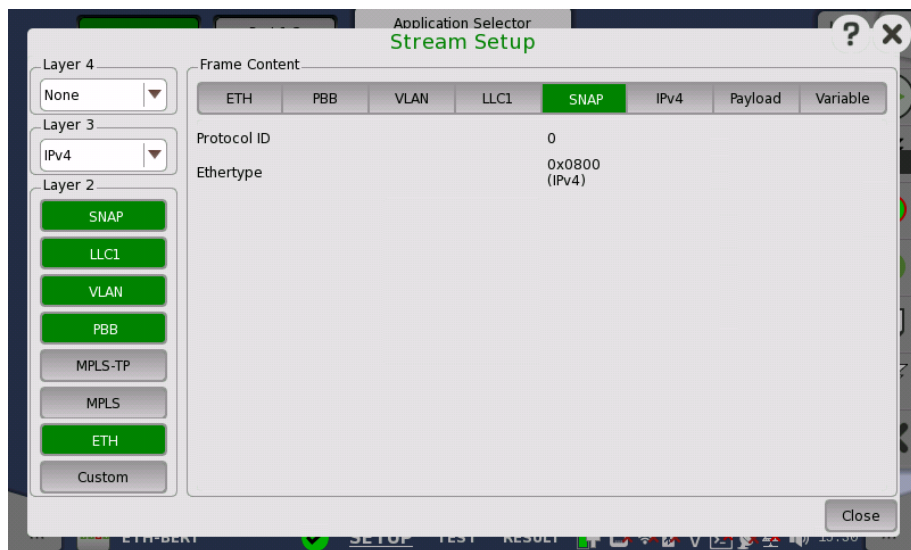 Application Selector
Stream Setup
?
Layer 4
None
Layer 3
IPv4
Layer 2
SNAP
LLC1
VLAN
PBB
MPLS-TP
MPLS
ETH
Custom
Frame Content
ETH PBB VLAN LLC1 SNAP IPv4 Payload Variable
Protocol ID 0
Ethertype 0x0800
(IPv4)
Close
ETH-BERT SETUP TEST RESULT